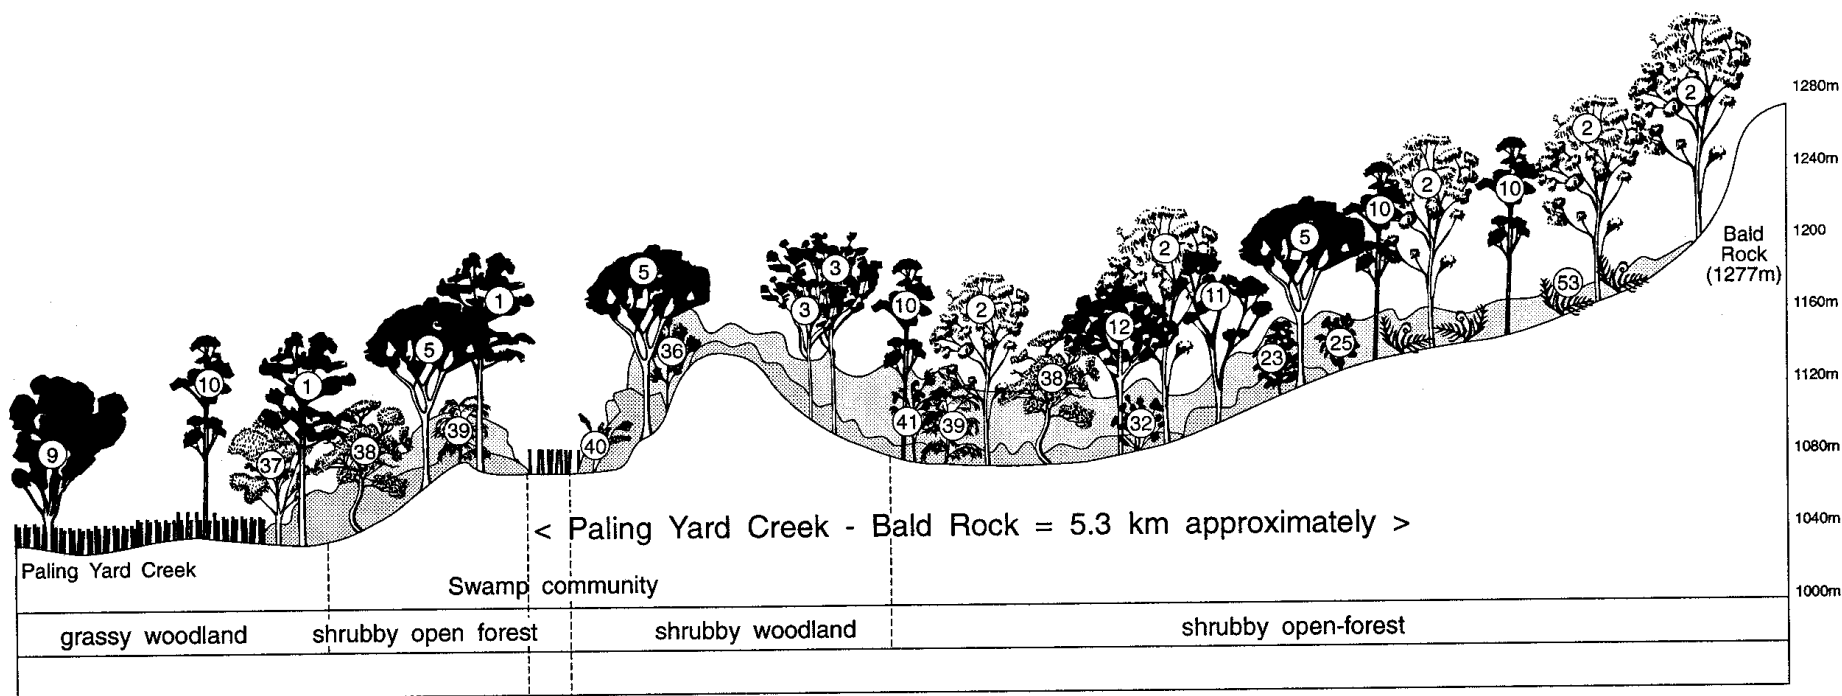 2
1280m
2
1240m
2
10
2
10
5
1200
Bald
Rock
(1277m)
2
3
5
53
11
1
3
10
2
1160m
12
25
5
36
23
10
1
38
1120m
9
37
38
39
40
41
39
32
1080m
1040m
< Paling Yard Creek - Bald Rock = 5.3 km approximately >
Paling Yard Creek
Swamp community
1000m
grassy woodland
shrubby open forest
shrubby woodland
shrubby open-forest